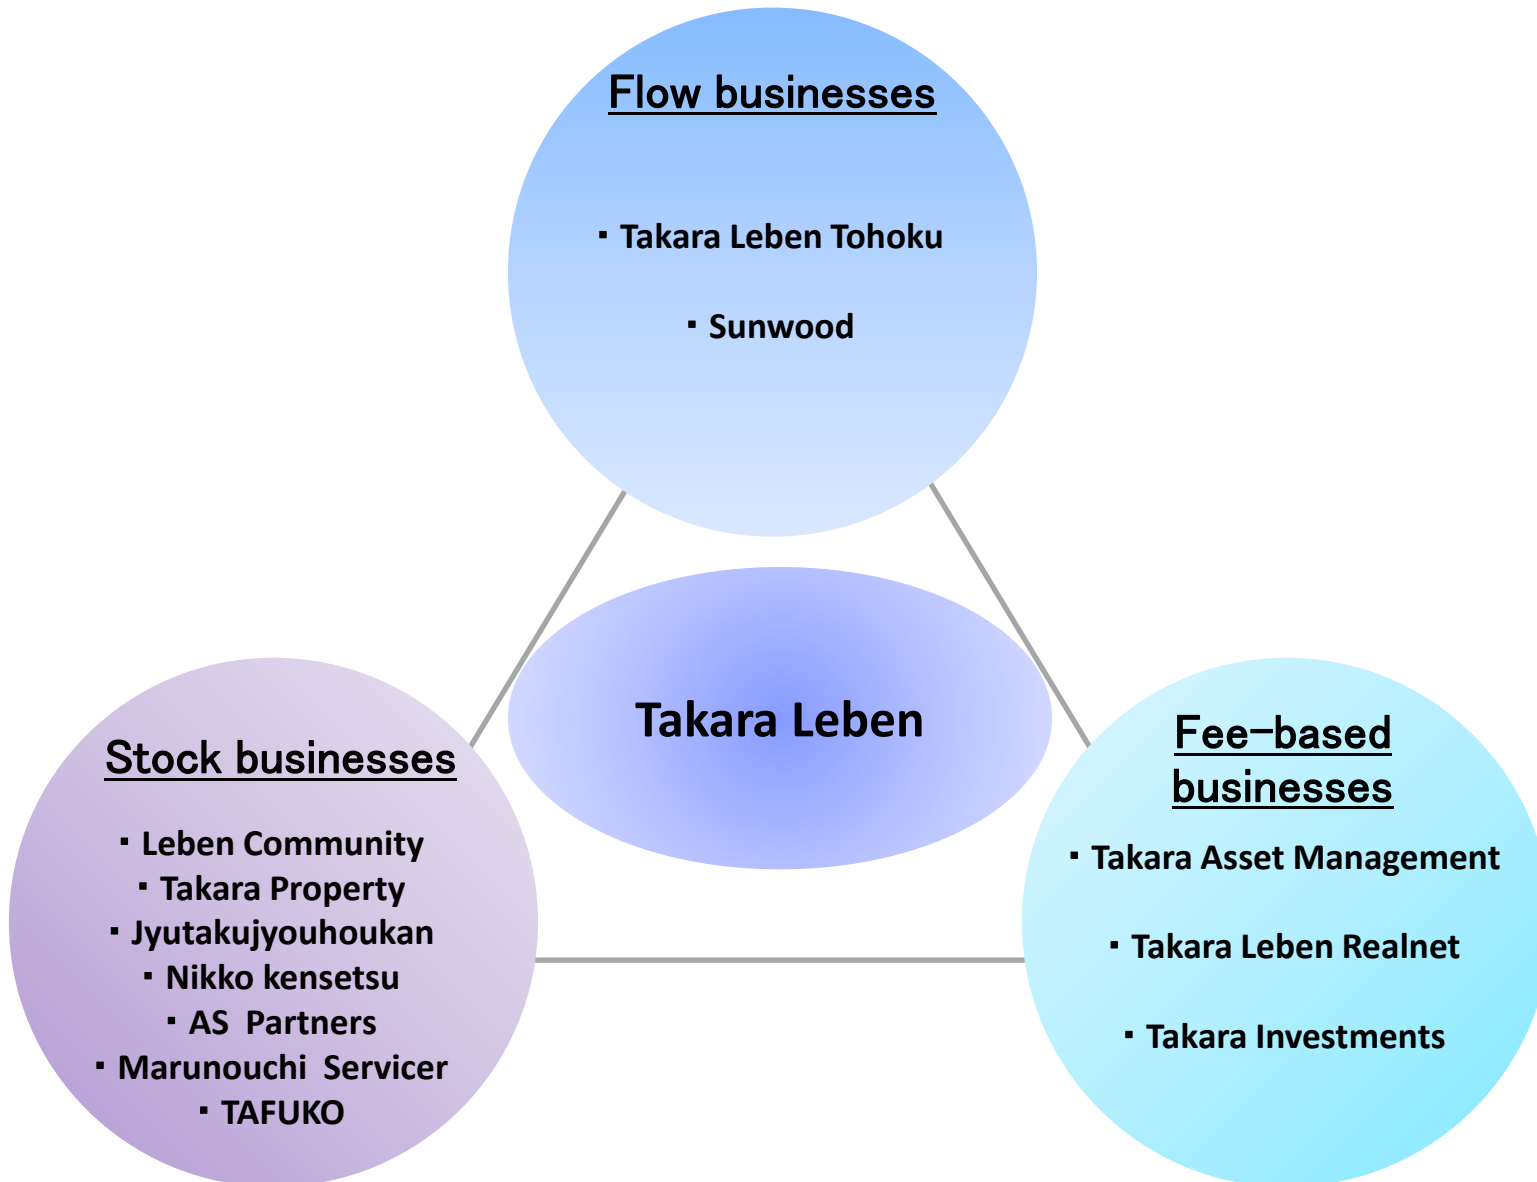 Flow businesses
・Takara Leben Tohoku
・Sunwood
Takara Leben
Stock businesses
・Leben Community
・Takara Property
・Jyutakujyouhoukan
・Nikko kensetsu
・AS  Partners
・Marunouchi  Servicer
・TAFUKO
Fee-based
businesses
・Takara Asset Management
・Takara Leben Realnet
・Takara Investments